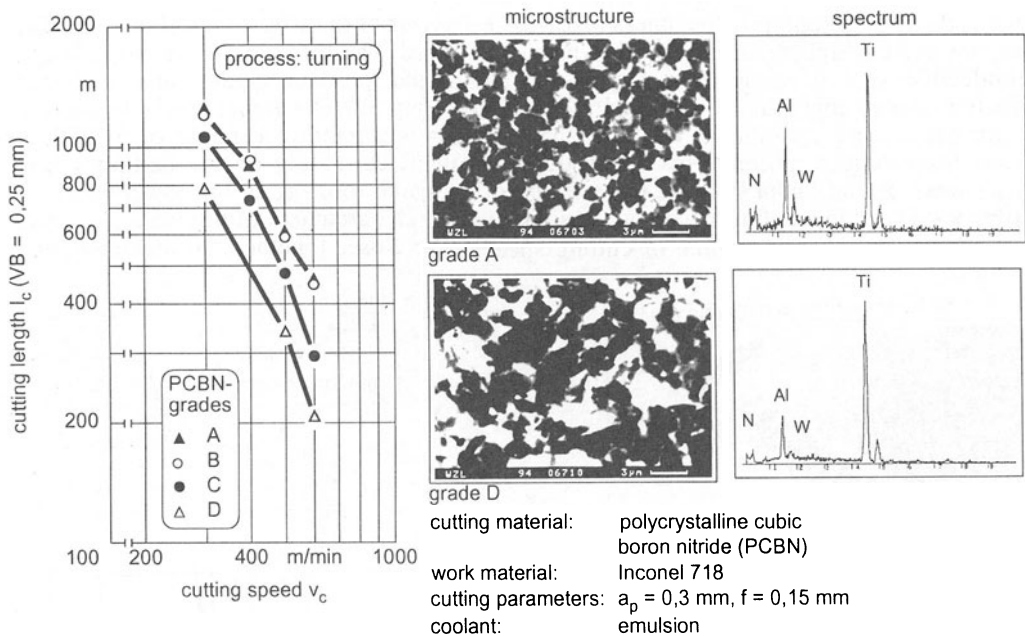 2000
m
1000
800
600
400
200
100
cutting length l_c (VB = 0,25 mm)
process: turning
PCBN-
grades
A
B
C
D
200 400 m/min 1000
cutting speed v_c
microstructure
WZL 94 06703 3µm
grade A
WZL 94 06710 3µm
grade D
spectrum
Ti
Al
W
N
Ti
Al
W
N
cutting material: polycrystalline cubic
boron nitride (PCBN)
work material: Inconel 718
cutting parameters: a_p = 0,3 mm, f = 0,15 mm
coolant: emulsion